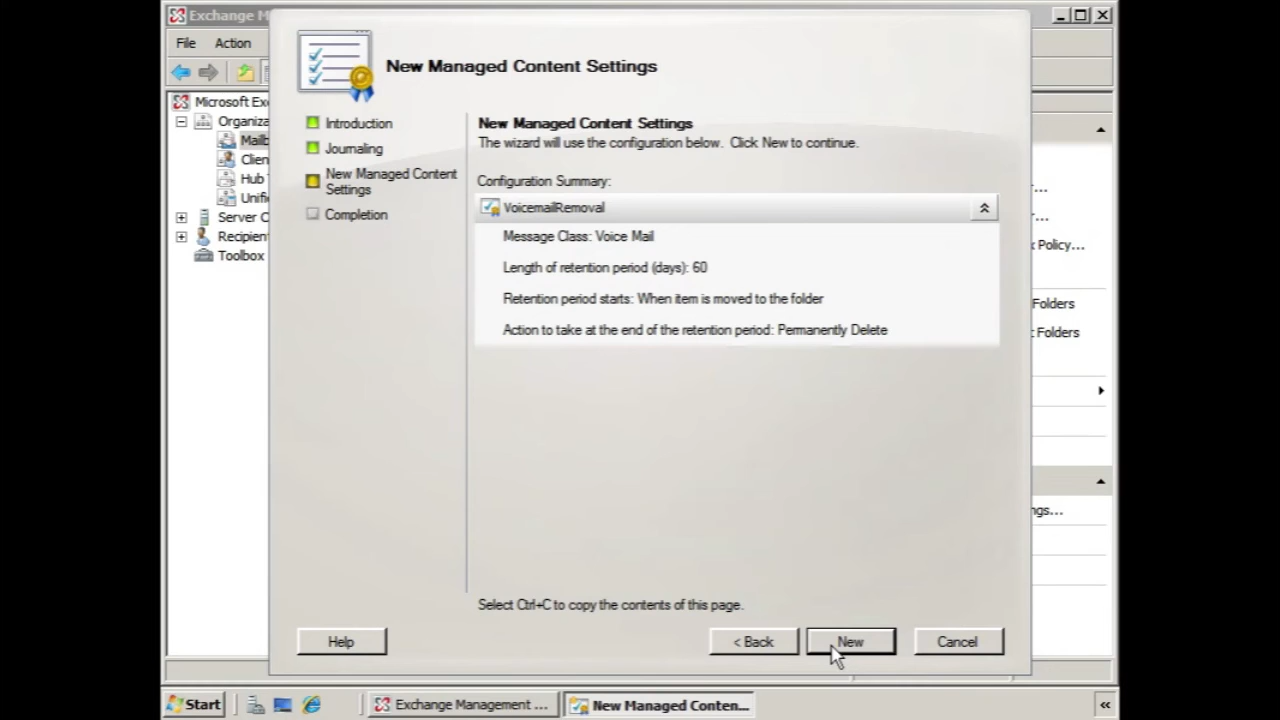 Exchange M
File
Action
Microsoft Ex
Organiza
Mailb
Clien
Hub
Unifi
Server C
Recipien
Toolbox
New Managed Content Settings
Introduction
Journaling
New Managed Content
Settings
Completion
New Managed Content Settings
The wizard will use the configuration below. Click New to continue.
Configuration Summary:
VoicemailRemoval
Message Class: Voice Mail
Length of retention period (days): 60
Retention period starts: When item is moved to the folder
Action to take at the end of the retention period: Permanently Delete
Select Ctrl+C to copy the contents of this page.
Help
< Back
New
Cancel
...
...
Policy...
Folders
Folders
ngs...
Start
Exchange Management ...
New Managed Conten...
«